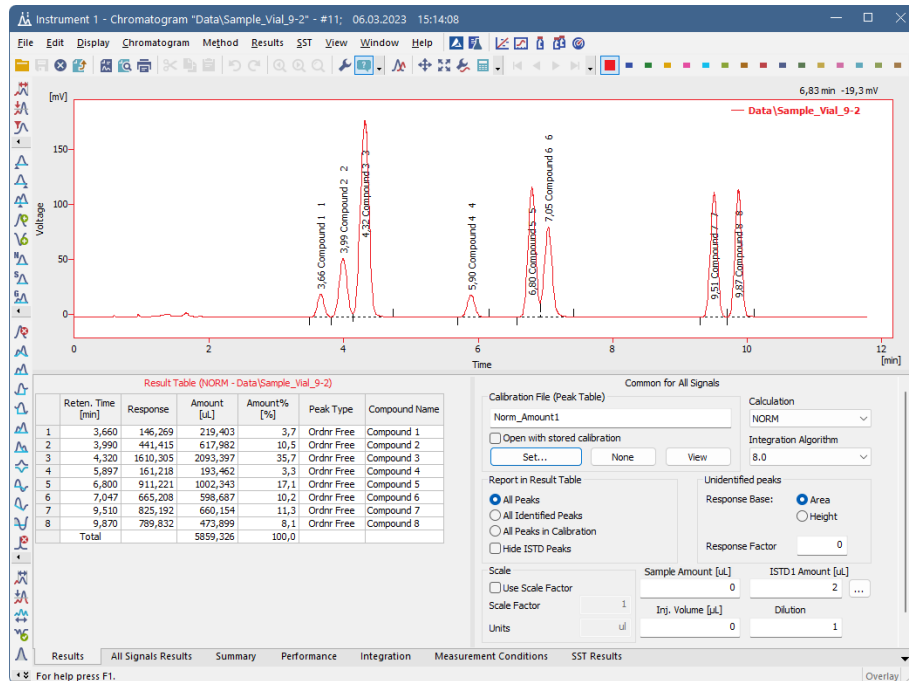 Instrument 1 - Chromatogram "Data\Sample_Vial_9-2" - #11;   06.03.2023   15:14:08
File Edit Display Chromatogram Method Results SST View Window Help
6,83 min -19,3 mV
[mV]
Data\Sample_Vial_9-2
Voltage
150
100
50
0
3,66 Compound 1 1
3,99 Compound 2 2
4,32 Compound 3 3
5,90 Compound 4 4
6,80 Compound 5 5
7,05 Compound 6 6
9,51 Compound 7 7
9,87 Compound 8 8
0 2 4 6 8 10 12
Time
[min]
Result Table (NORM - Data\Sample_Vial_9-2)
Reten. Time [min] Response Amount [uL] Amount% [%] Peak Type Compound Name
1 3,660 146,269 219,403 3,7 Ordnr Free Compound 1
2 3,990 441,415 617,982 10,5 Ordnr Free Compound 2
3 4,320 1610,305 2093,397 35,7 Ordnr Free Compound 3
4 5,897 161,218 193,462 3,3 Ordnr Free Compound 4
5 6,800 911,221 1002,343 17,1 Ordnr Free Compound 5
6 7,047 665,208 598,687 10,2 Ordnr Free Compound 6
7 9,510 825,192 660,154 11,3 Ordnr Free Compound 7
8 9,870 789,832 473,899 8,1 Ordnr Free Compound 8
Total 5859,326 100,0
Common for All Signals
Calibration File (Peak Table)
Norm_Amount1
Open with stored calibration
Set... None View
Calculation
NORM
Integration Algorithm
8.0
Report in Result Table
All Peaks
All Identified Peaks
All Peaks in Calibration
Hide ISTD Peaks
Unidentified peaks
Response Base: Area
Height
Response Factor 0
Scale
Use Scale Factor
Scale Factor 1
Units ul
Sample Amount [uL]
0
ISTD1 Amount [uL]
2 ...
Inj. Volume [µL]
0
Dilution
1
Results All Signals Results Summary Performance Integration Measurement Conditions SST Results
For help press F1.
Overlay